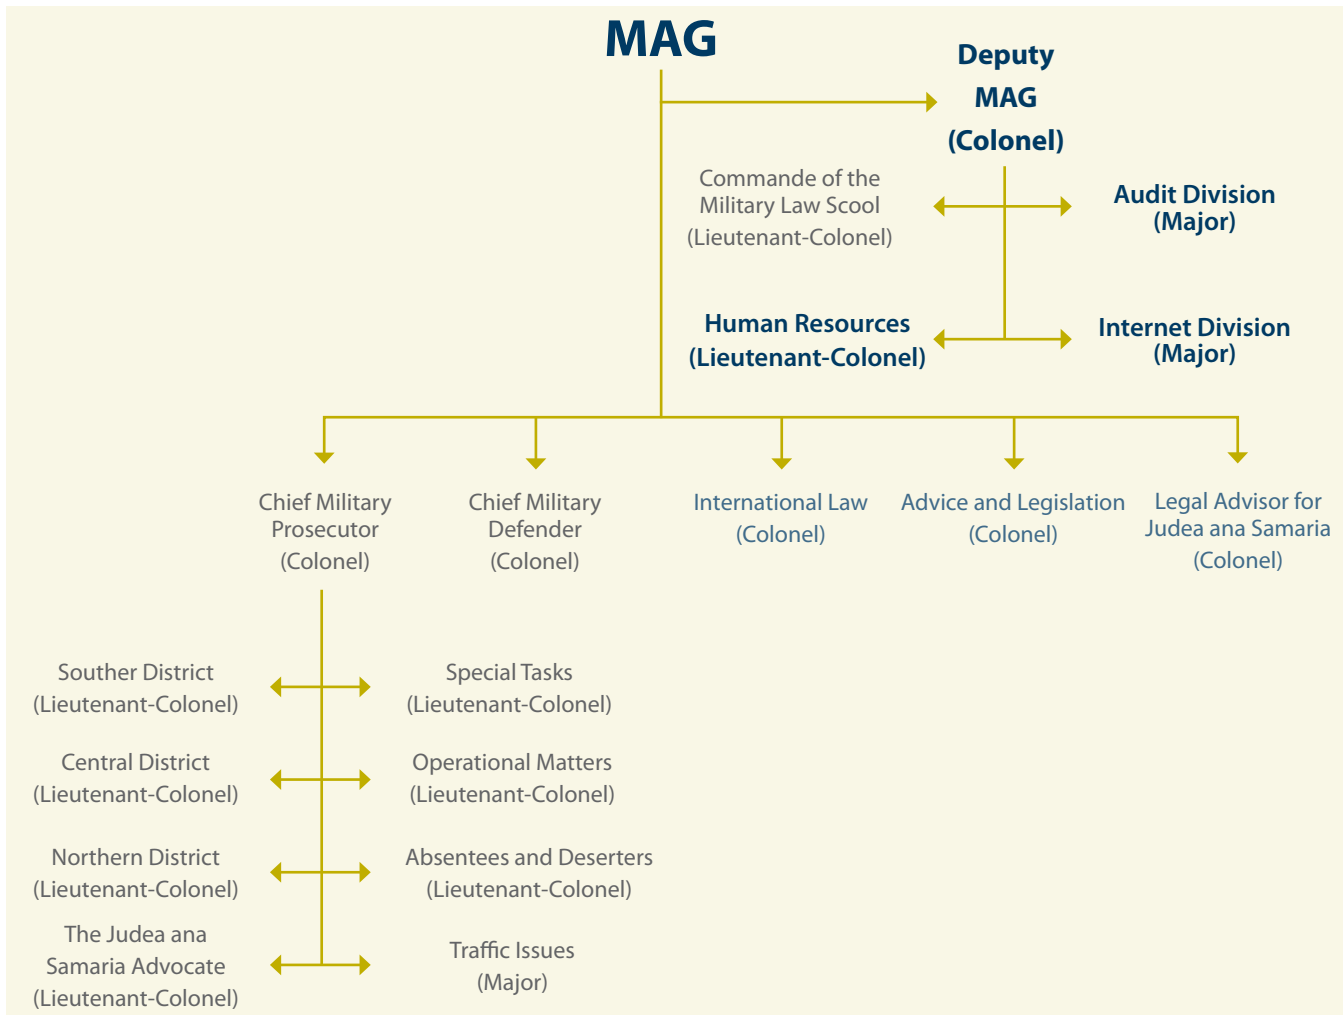 MAG
Deputy
MAG
(Colonel)
Commande of the
Military Law Scool
(Lieutenant-Colonel)
Audit Division
(Major)
Human Resources
(Lieutenant-Colonel)
Internet Division
(Major)
Chief Military
Prosecutor
(Colonel)
Chief Military
Defender
(Colonel)
International Law
(Colonel)
Advice and Legislation
(Colonel)
Legal Advisor for
Judea ana Samaria
(Colonel)
Souther District
(Lieutenant-Colonel)
Special Tasks
(Lieutenant-Colonel)
Central District
(Lieutenant-Colonel)
Operational Matters
(Lieutenant-Colonel)
Northern District
(Lieutenant-Colonel)
Absentees and Deserters
(Lieutenant-Colonel)
The Judea ana
Samaria Advocate
(Lieutenant-Colonel)
Traffic Issues
(Major)